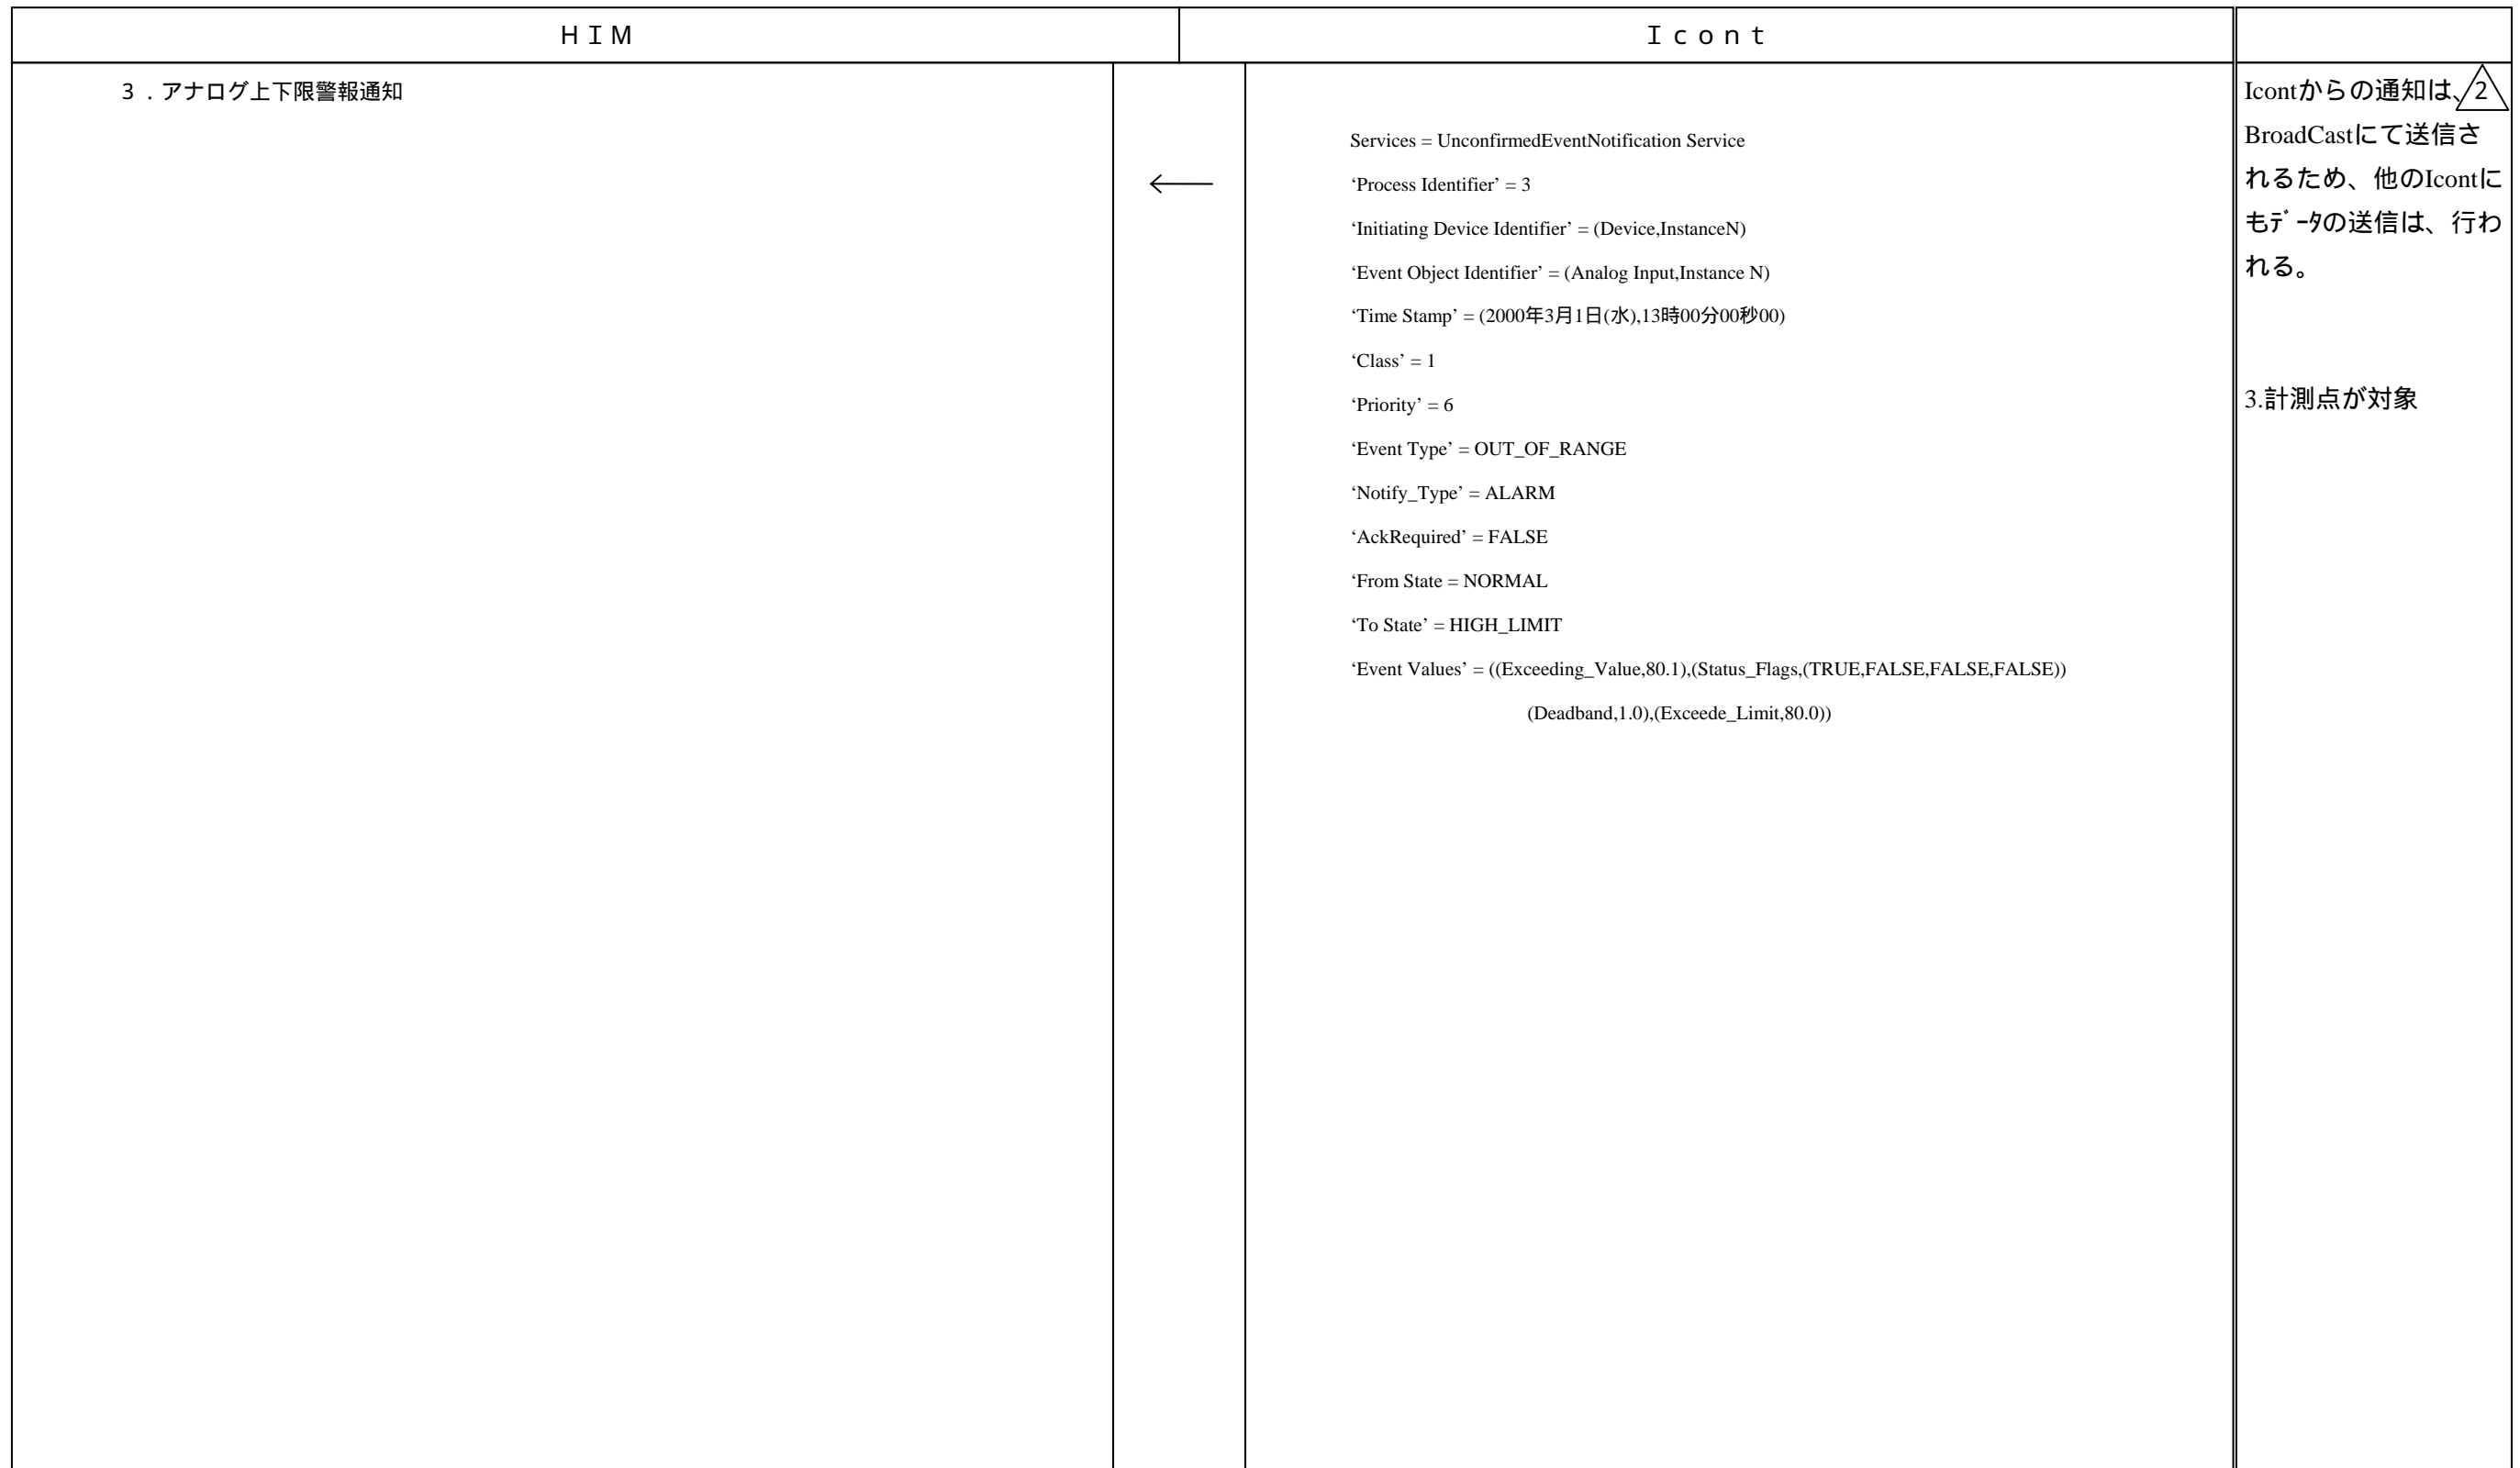 ＨＩＭ
Ｉｃｏｎｔ
３．アナログ上下限警報通知
Services = UnconfirmedEventNotification Service
‘Process Identifier’ = 3
‘Initiating Device Identifier’ = (Device,InstanceN)
‘Event Object Identifier’ = (Analog Input,Instance N)
‘Time Stamp’ = (2000年3月1日(水),13時00分00秒00)
‘Class’ = 1
‘Priority’ = 6
‘Event Type’ = OUT_OF_RANGE
‘Notify_Type’ = ALARM
‘AckRequired’ = FALSE
‘From State = NORMAL
‘To State’ = HIGH_LIMIT
‘Event Values’ = ((Exceeding_Value,80.1),(Status_Flags,(TRUE,FALSE,FALSE,FALSE))
(Deadband,1.0),(Exceede_Limit,80.0))
Icontからの通知は、
2
BroadCastにて送信さ
れるため、他のIcontに
もﾃﾞｰﾀの送信は、行わ
れる。
3.計測点が対象